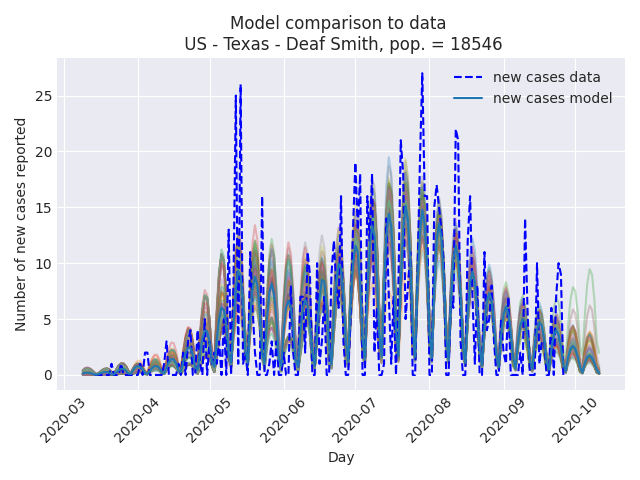 Model comparison to data
US - Texas - Deaf Smith, pop. = 18546
new cases data
new cases model
Number of new cases reported
25
20
15
10
5
0
2020-03
2020-04
2020-05
2020-06
2020-07
2020-08
2020-09
2020-10
Day